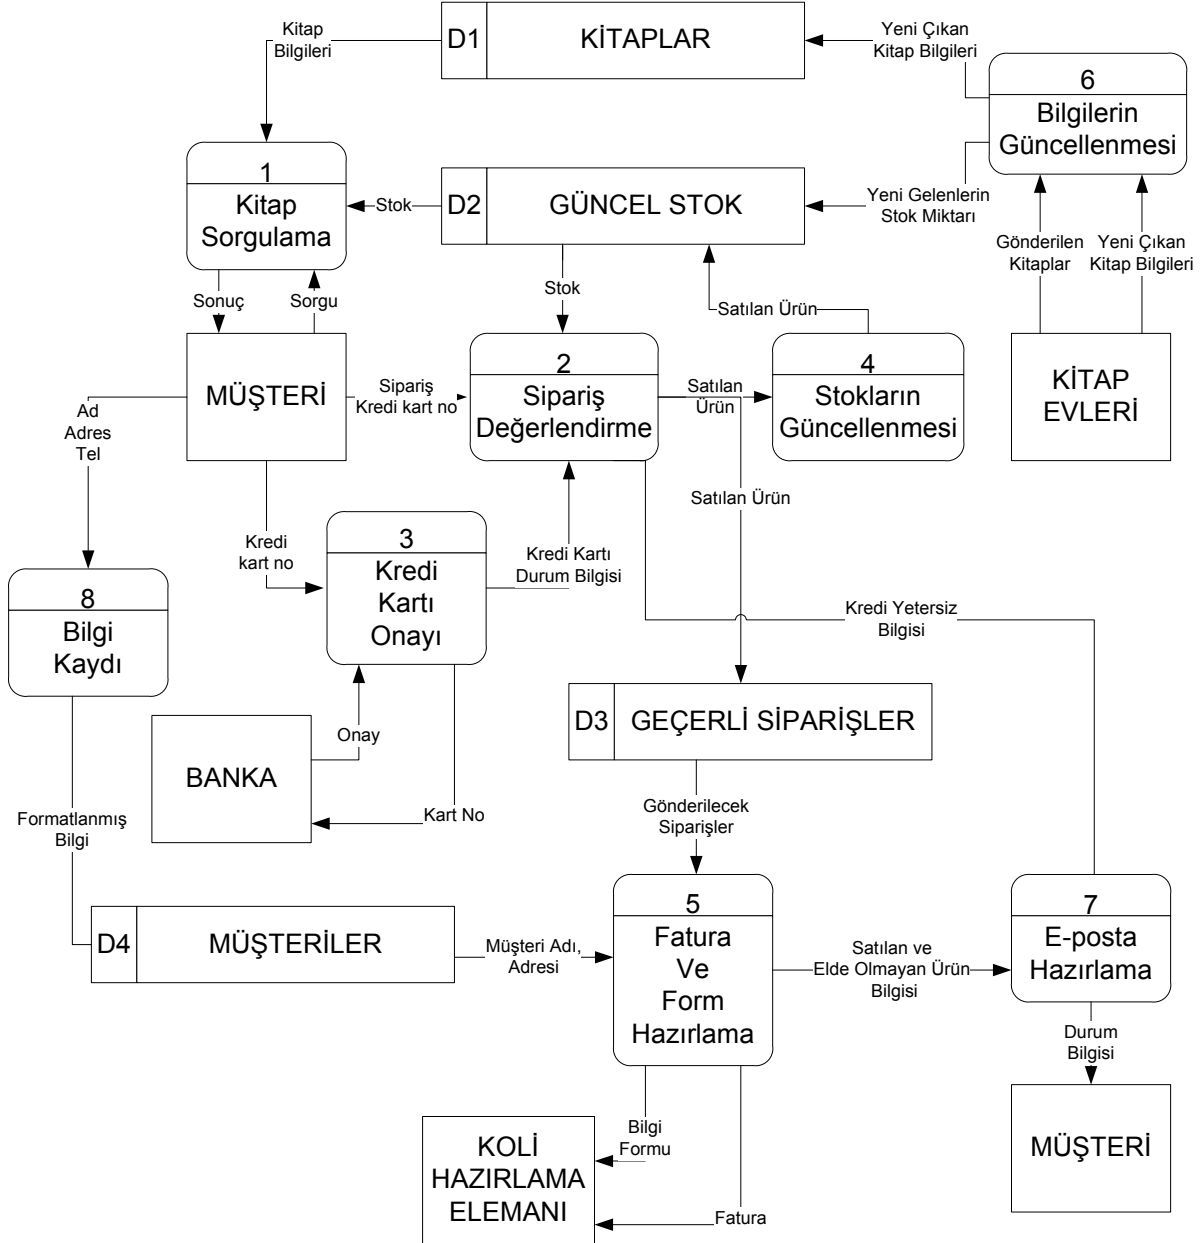 Kitap
Bilgileri
D1
KİTAPLAR
Yeni Çıkan
Kitap Bilgileri
6
Bilgilerin
Güncellenmesi
1
Kitap
Sorgulama
Stok
D2
GÜNCEL STOK
Yeni Gelenlerin
Stok Miktarı
Gönderilen
Kitaplar
Yeni Çıkan
Kitap Bilgileri
Sonuç
Sorgu
Stok
Satılan Ürün
MÜŞTERİ
Sipariş
Kredi kart no
2
Sipariş
Değerlendirme
Satılan
Ürün
4
Stokların
Güncellenmesi
KİTAP
EVLERİ
Ad
Adres
Tel
Satılan Ürün
Kredi
kart no
3
Kredi
Kartı
Onayı
Kredi Kartı
Durum Bilgisi
8
Bilgi
Kaydı
Kredi Yetersiz
Bilgisi
D3
GEÇERLİ SİPARİŞLER
BANKA
Onay
Kart No
Formatlanmış
Bilgi
Gönderilecek
Siparişler
D4
MÜŞTERİLER
Müşteri Adı,
Adresi
5
Fatura
Ve
Form
Hazırlama
Satılan ve
Elde Olmayan Ürün
Bilgisi
7
E-posta
Hazırlama
Durum
Bilgisi
Bilgi
Formu
KOLİ
HAZIRLAMA
ELEMANI
Fatura
MÜŞTERİ